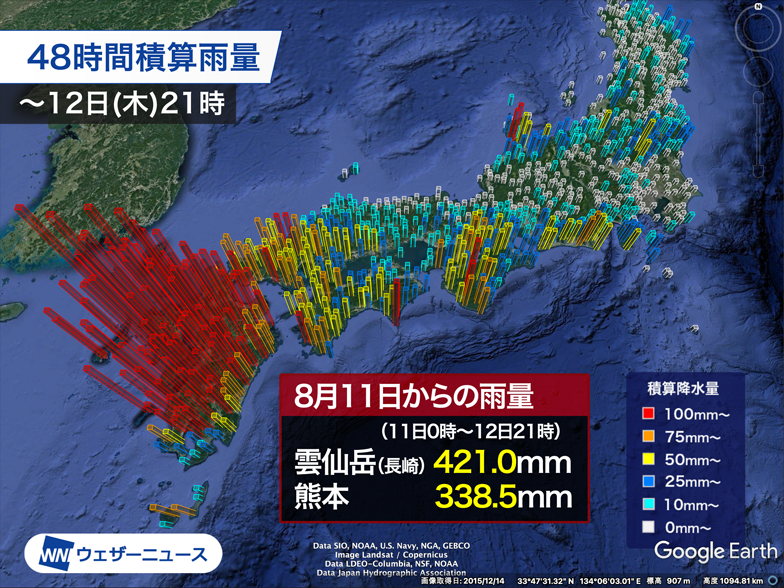 48時間積算雨量
～12日(木)21時
N
8月11日からの雨量
(11日0時～12日21時)
雲仙岳(長崎) 421.0mm
熊本 338.5mm
積算降水量
100mm～
75mm～
50mm～
25mm～
10mm～
0mm～
WN ウェザーニュース
Data SIO, NOAA, U.S. Navy, NGA, GEBCO
Image Landsat / Copernicus
Data LDEO-Columbia, NSF, NOAA
Data Japan Hydrographic Association
Google Earth
画像取得日: 2015/12/14 33°47'31.32" N 134°06'03.01" E 標高 907 m 高度 1094.81 km